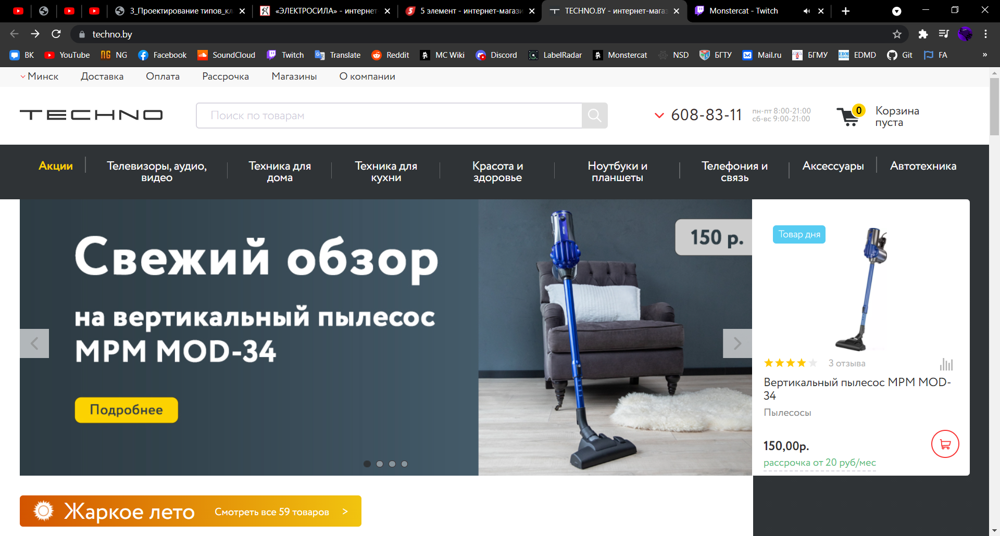 3_Проектирование типов_кл
«ЭЛЕКТРОСИЛА» - интернет
5 элемент - интернет-магази
TECHNO.BY - интернет-мага
Monstercat - Twitch
techno.by
ВК
YouTube
NG
Facebook
SoundCloud
Twitch
Translate
Reddit
MC Wiki
Discord
LabelRadar
Monstercat
NSD
БГТУ
Mail.ru
БГМУ
EDMD
Git
FA
»
Минск
Доставка
Оплата
Рассрочка
Магазины
О компании
TECHNO
Поиск по товарам
608-83-11
пн-пт 8:00-21:00
сб-вс 9:00-21:00
0
Корзина
пуста
Акции
Телевизоры, аудио,
видео
Техника для
дома
Техника для
кухни
Красота и
здоровье
Ноутбуки и
планшеты
Телефония и
связь
Аксессуары
Автотехника
Свежий обзор
на вертикальный пылесос
MPM MOD-34
Подробнее
150 р.
Товар дня
3 отзыва
Вертикальный пылесос MPM MOD-
34
Пылесосы
150,00р.
рассрочка от 20 руб/мес
Жаркое лето
Смотреть все 59 товаров >